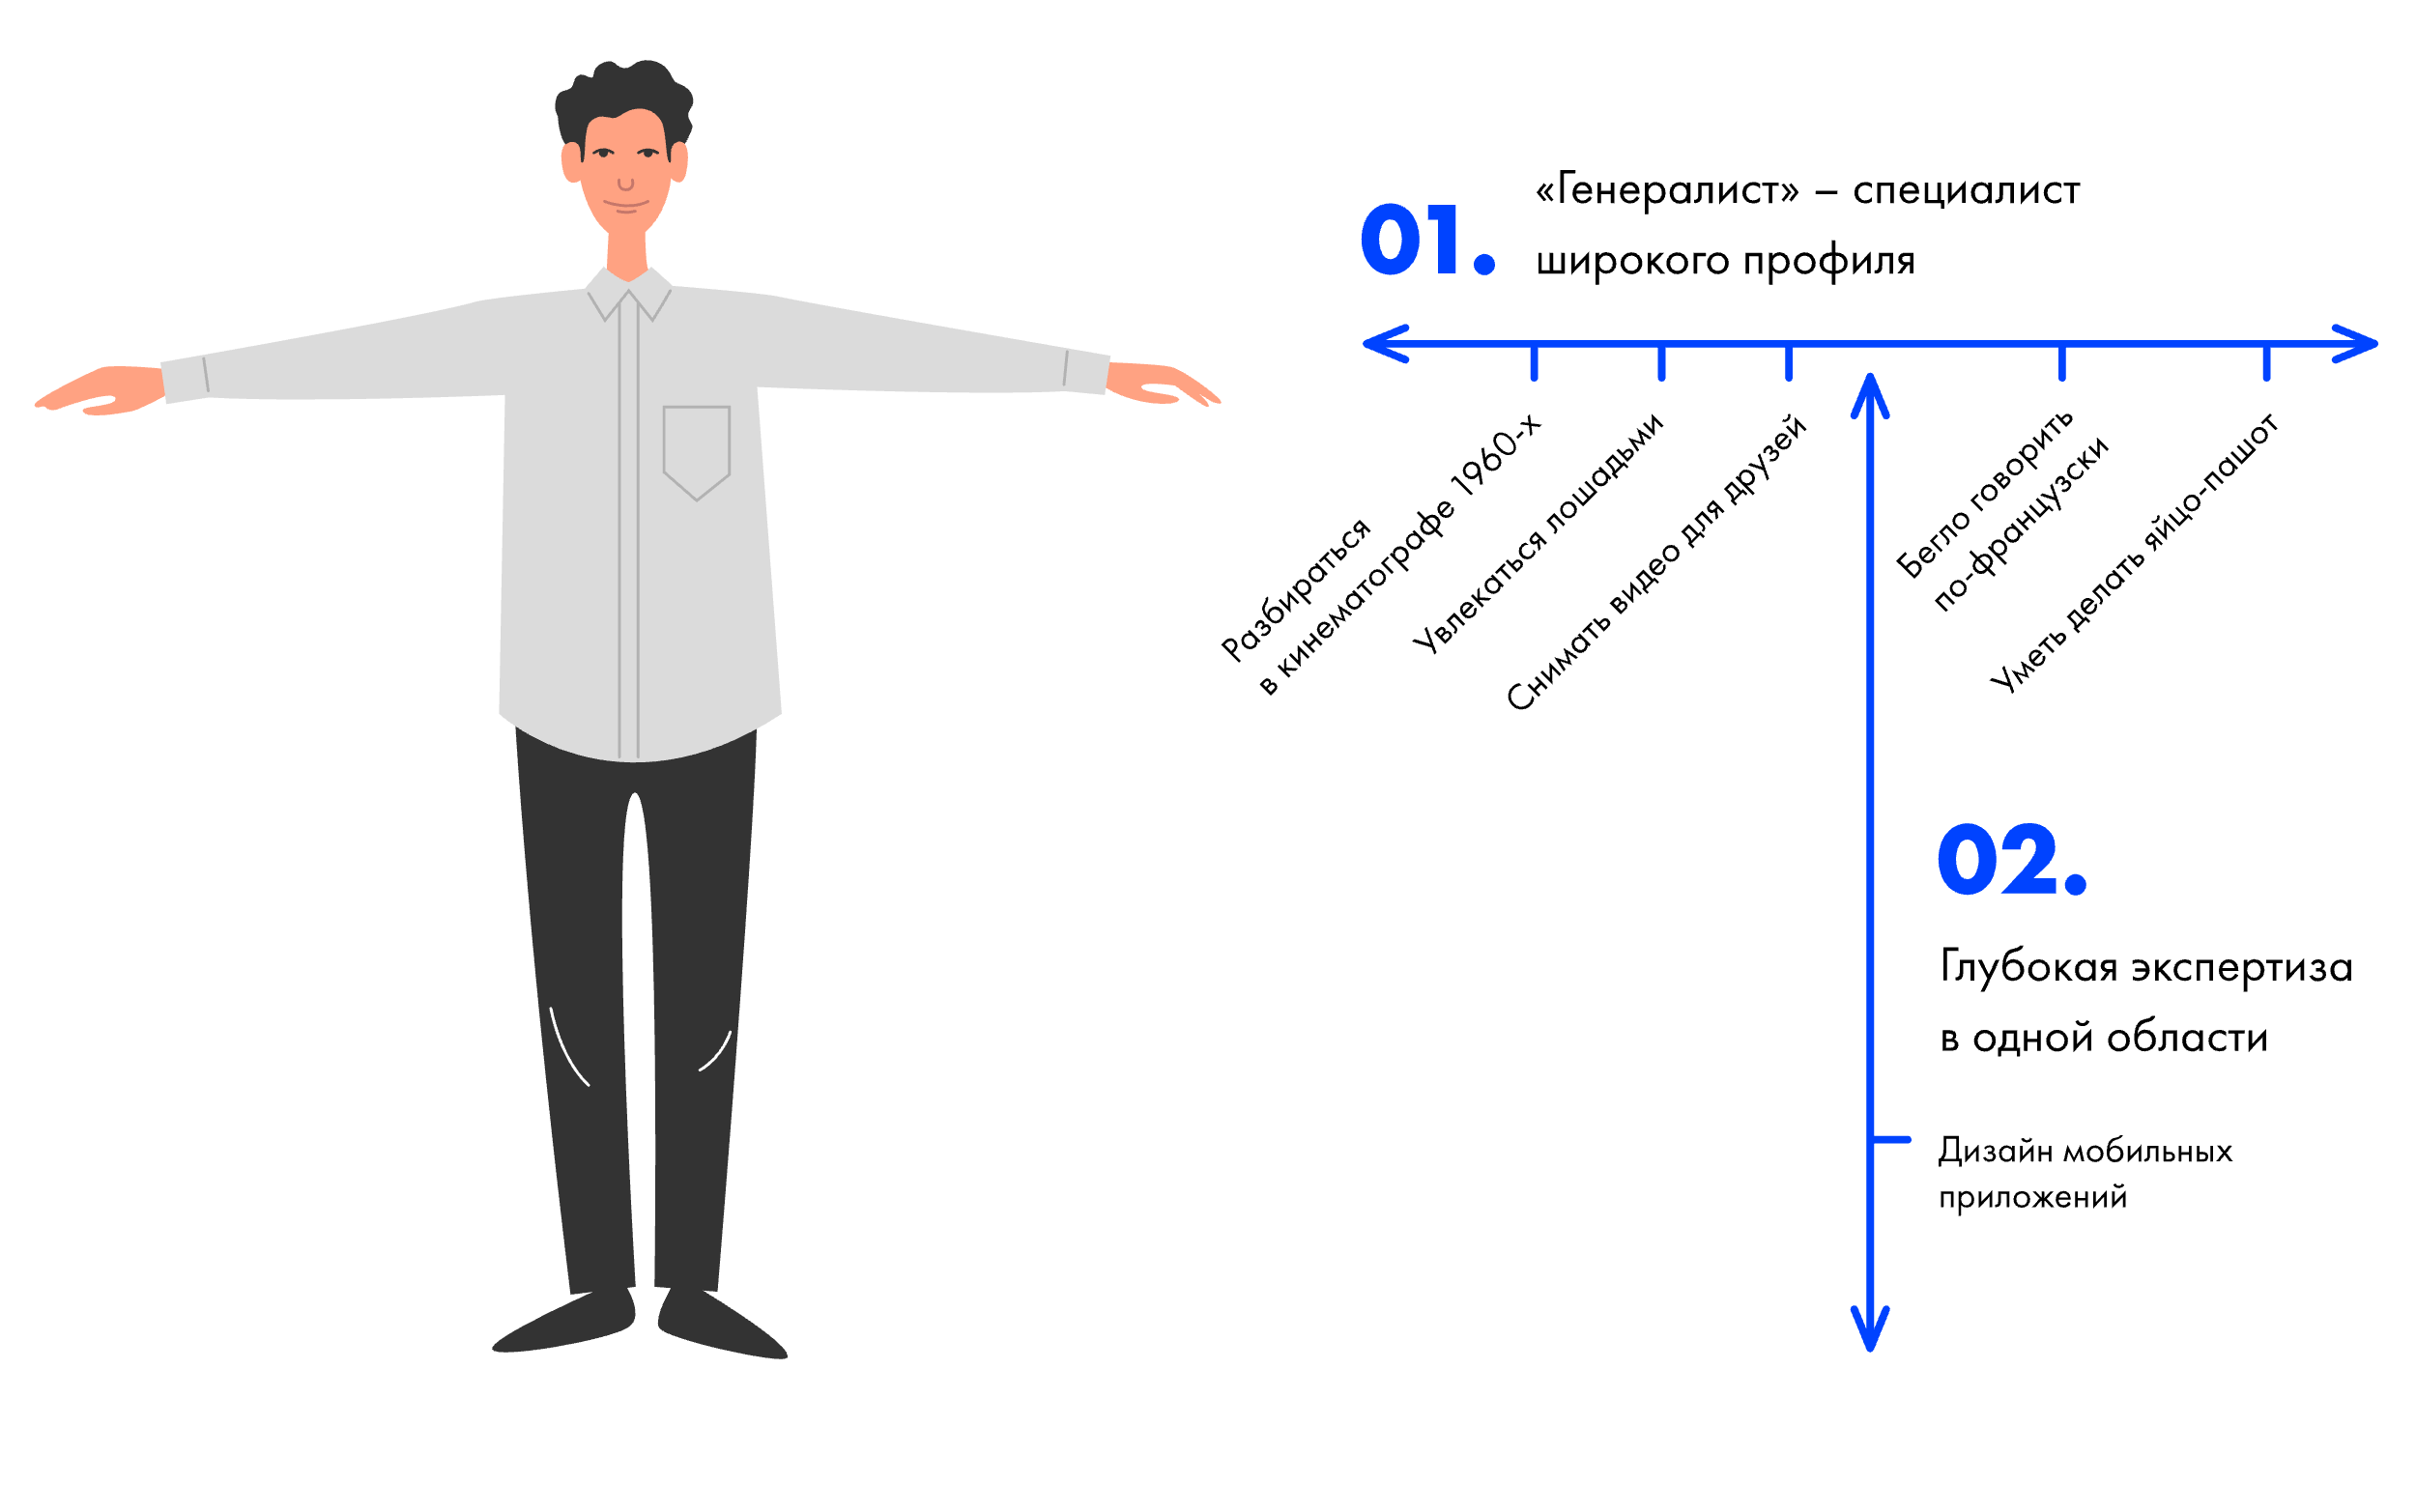 01.
«Генералист» – специалист
широкого профиля
Разбираться
в кинематографе 1960-х
Увлекаться лошадьми
Снимать видео для друзей
Бегло говорить
по-французски
Уметь делать яйцо-пашот
02.
Глубокая экспертиза
в одной области
Дизайн мобильных
приложений